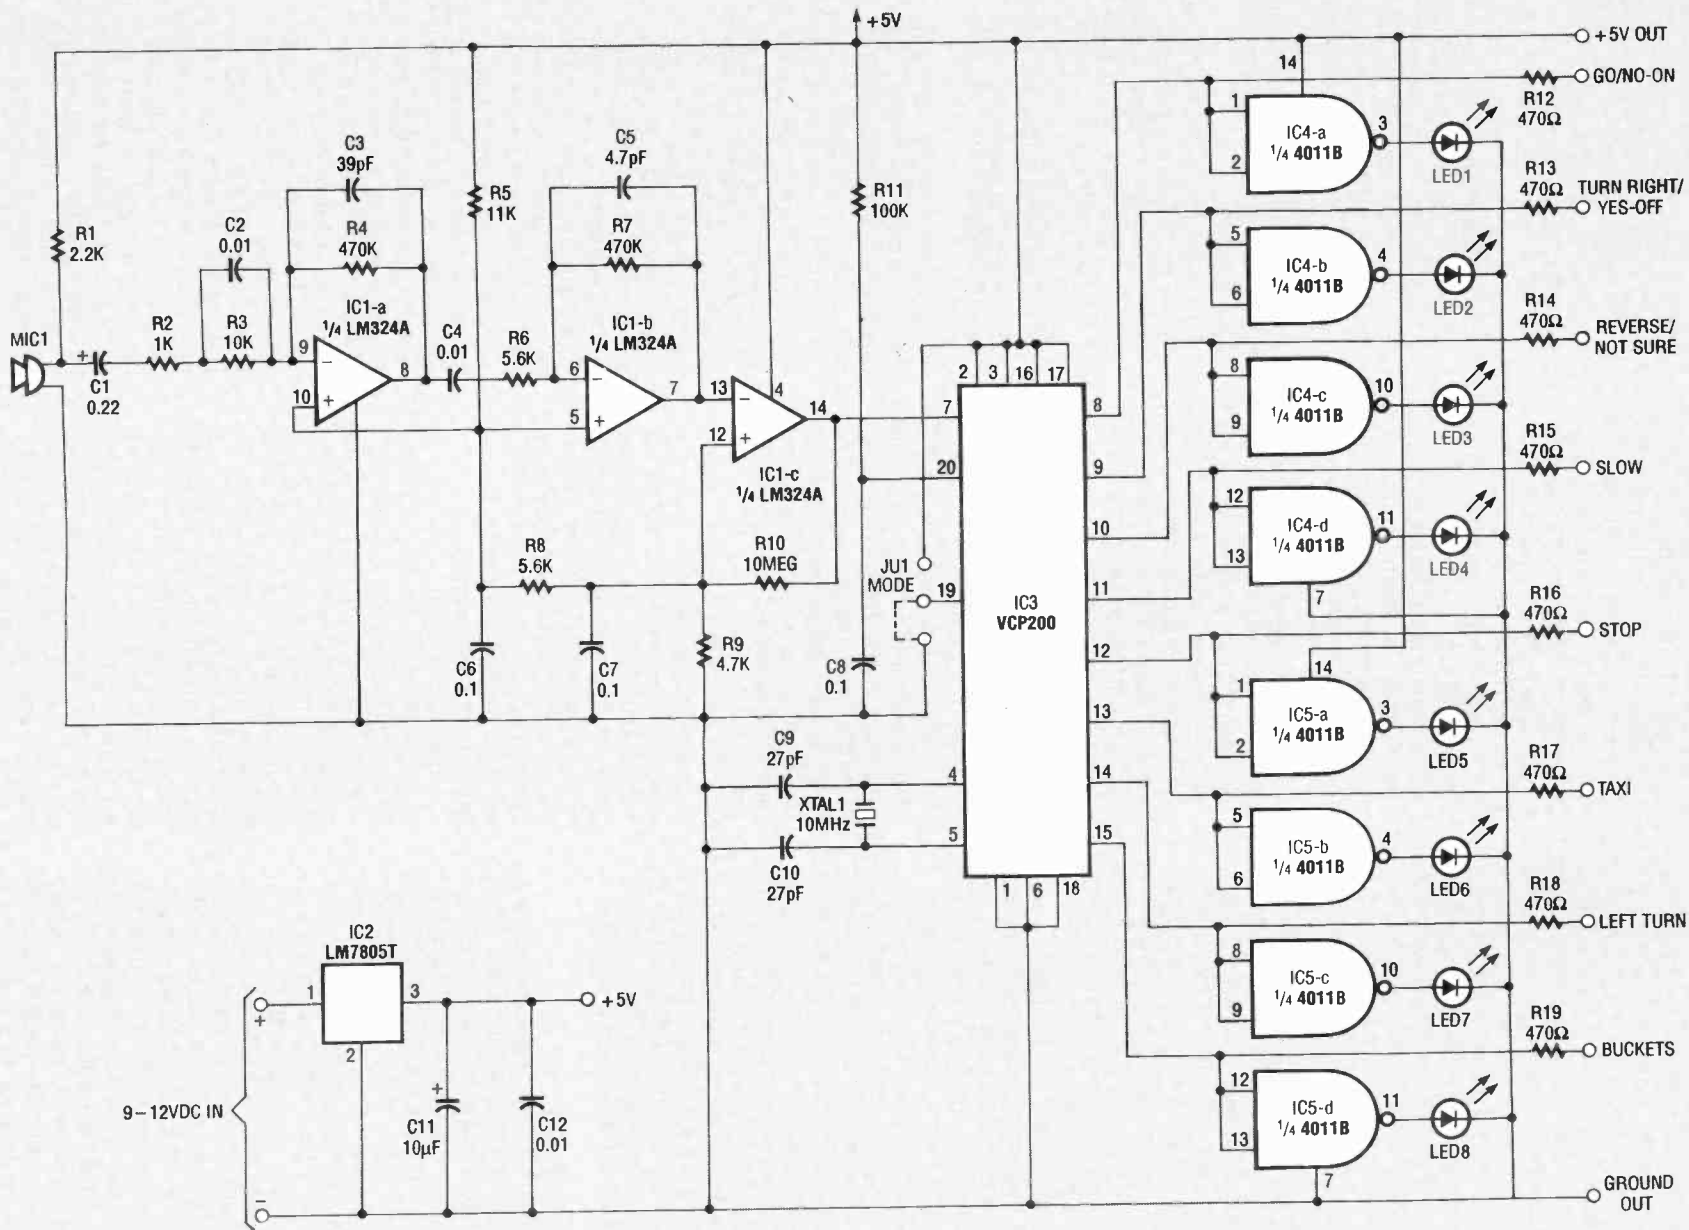 +5V
+5V OUT
14
GO/NO-ON
R12
470Ω
1
2
IC4-a
1/4 4011B
3
LED1
C3
39pF
C5
4.7pF
R5
11K
R11
100K
8
R13
470Ω
TURN RIGHT/
YES-OFF
R1
2.2K
C2
0.01
R4
470K
R7
470K
5
6
IC4-b
1/4 4011B
4
LED2
R14
470Ω
REVERSE/
NOT SURE
MIC1
+
C1
0.22
R2
1K
R3
10K
9
−
10
+
8
IC1-a
1/4 LM324A
C4
0.01
R6
5.6K
6
−
5
+
7
IC1-b
1/4 LM324A
13
−
12
+
4
14
IC1-c
1/4 LM324A
2
3
16
17
7
20
9
8
9
IC4-c
1/4 4011B
10
LED3
R15
470Ω
SLOW
10
12
13
IC4-d
1/4 4011B
11
7
LED4
R8
5.6K
R10
10MEG
JU1
MODE
19
IC3
VCP200
11
R16
470Ω
STOP
C6
0.1
C7
0.1
R9
4.7K
C8
0.1
12
14
1
2
IC5-a
1/4 4011B
3
LED5
13
R17
470Ω
TAXI
C9
27pF
XTAL1
10MHz
C10
27pF
4
5
14
15
5
6
IC5-b
1/4 4011B
4
LED6
1
6
18
R18
470Ω
LEFT TURN
8
9
IC5-c
1/4 4011B
10
LED7
IC2
LM7805T
1
3
2
+
+5V
R19
470Ω
BUCKETS
9–12VDC IN
+
C11
10μF
C12
0.01
12
13
IC5-d
1/4 4011B
11
7
LED8
−
GROUND
OUT